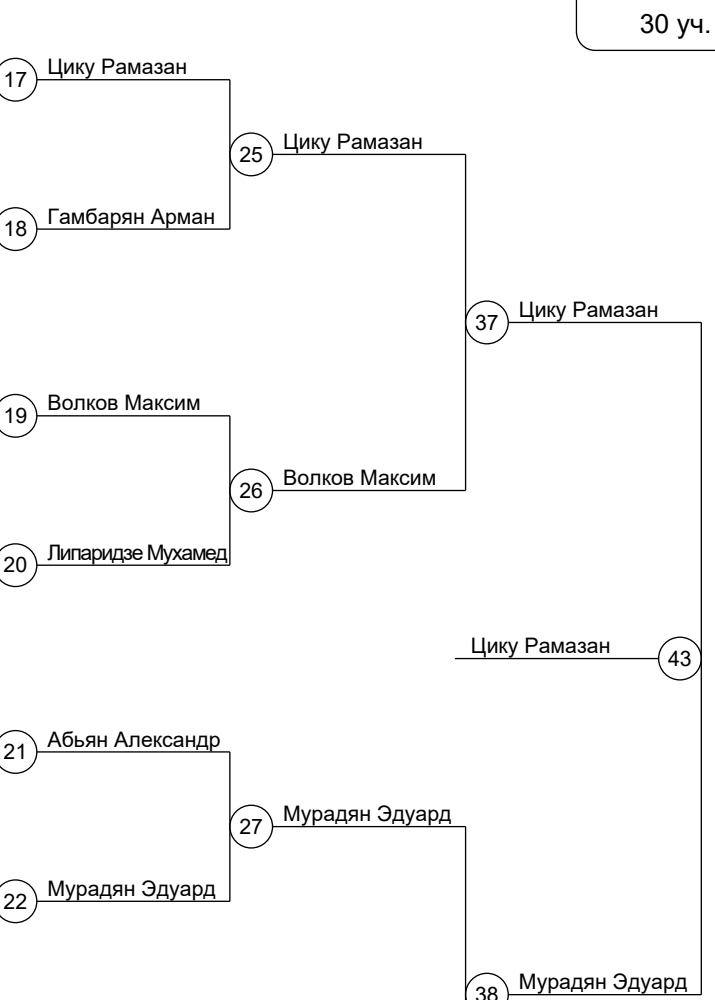 30 уч.
17 Цику Рамазан
25 Цику Рамазан
18 Гамбарян Арман
37 Цику Рамазан
19 Волков Максим
26 Волков Максим
20 Липаридзе Мухамед
Цику Рамазан 43
21 Абьян Александр
27 Мурадян Эдуард
22 Мурадян Эдуард
38 Мурадян Эдуард